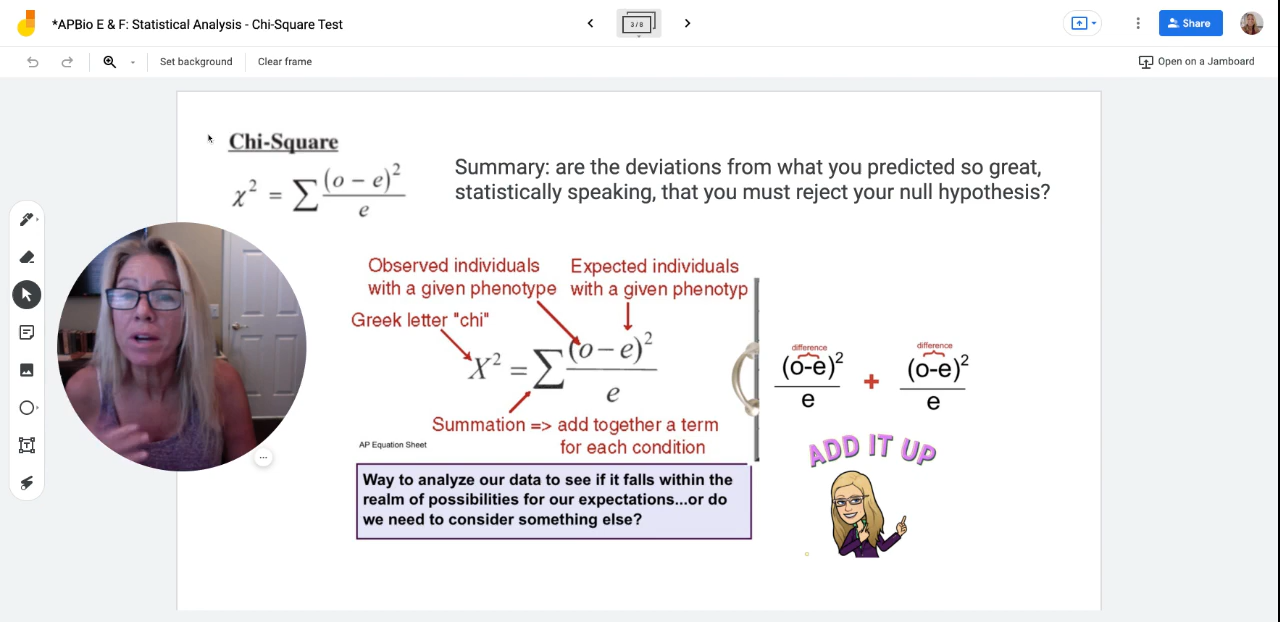 *APBio E & F: Statistical Analysis - Chi-Square Test
3/8
Share
Set background
Clear frame
Open on a Jamboard
Chi-Square
χ² = ∑ (o − e)² / e
Summary: are the deviations from what you predicted so great,
statistically speaking, that you must reject your null hypothesis?
Observed individuals
with a given phenotype
Expected individuals
with a given phenotyp
Greek letter "chi"
X² = ∑ (o − e)² / e
Summation => add together a term
for each condition
AP Equation Sheet
difference
(o-e)² / e
+
difference
(o-e)² / e
ADD IT UP
Way to analyze our data to see if it falls within the
realm of possibilities for our expectations...or do
we need to consider something else?